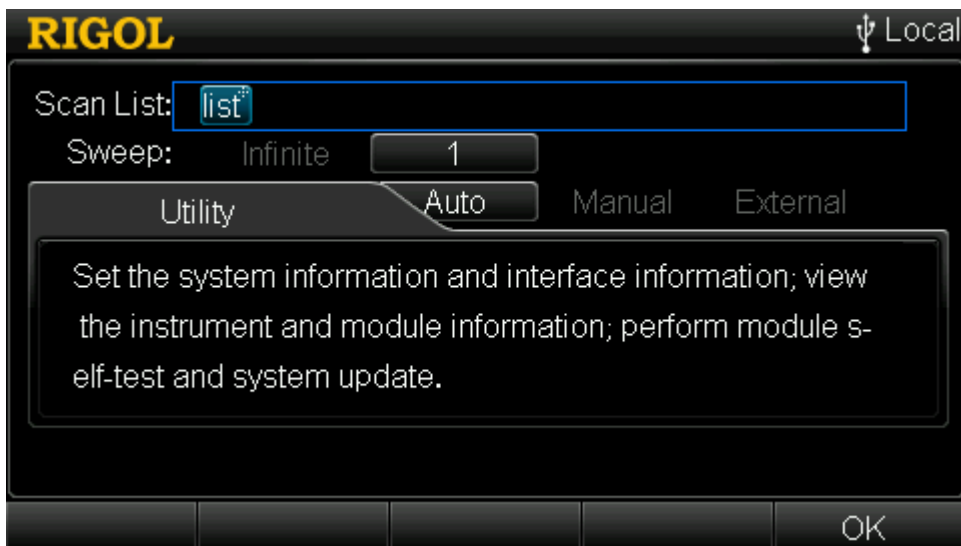 RIGOL Local
Scan List: list
Sweep: Infinite 1
Utility Auto Manual External
Set the system information and interface information; view
the instrument and module information; perform module s-
elf-test and system update.
OK